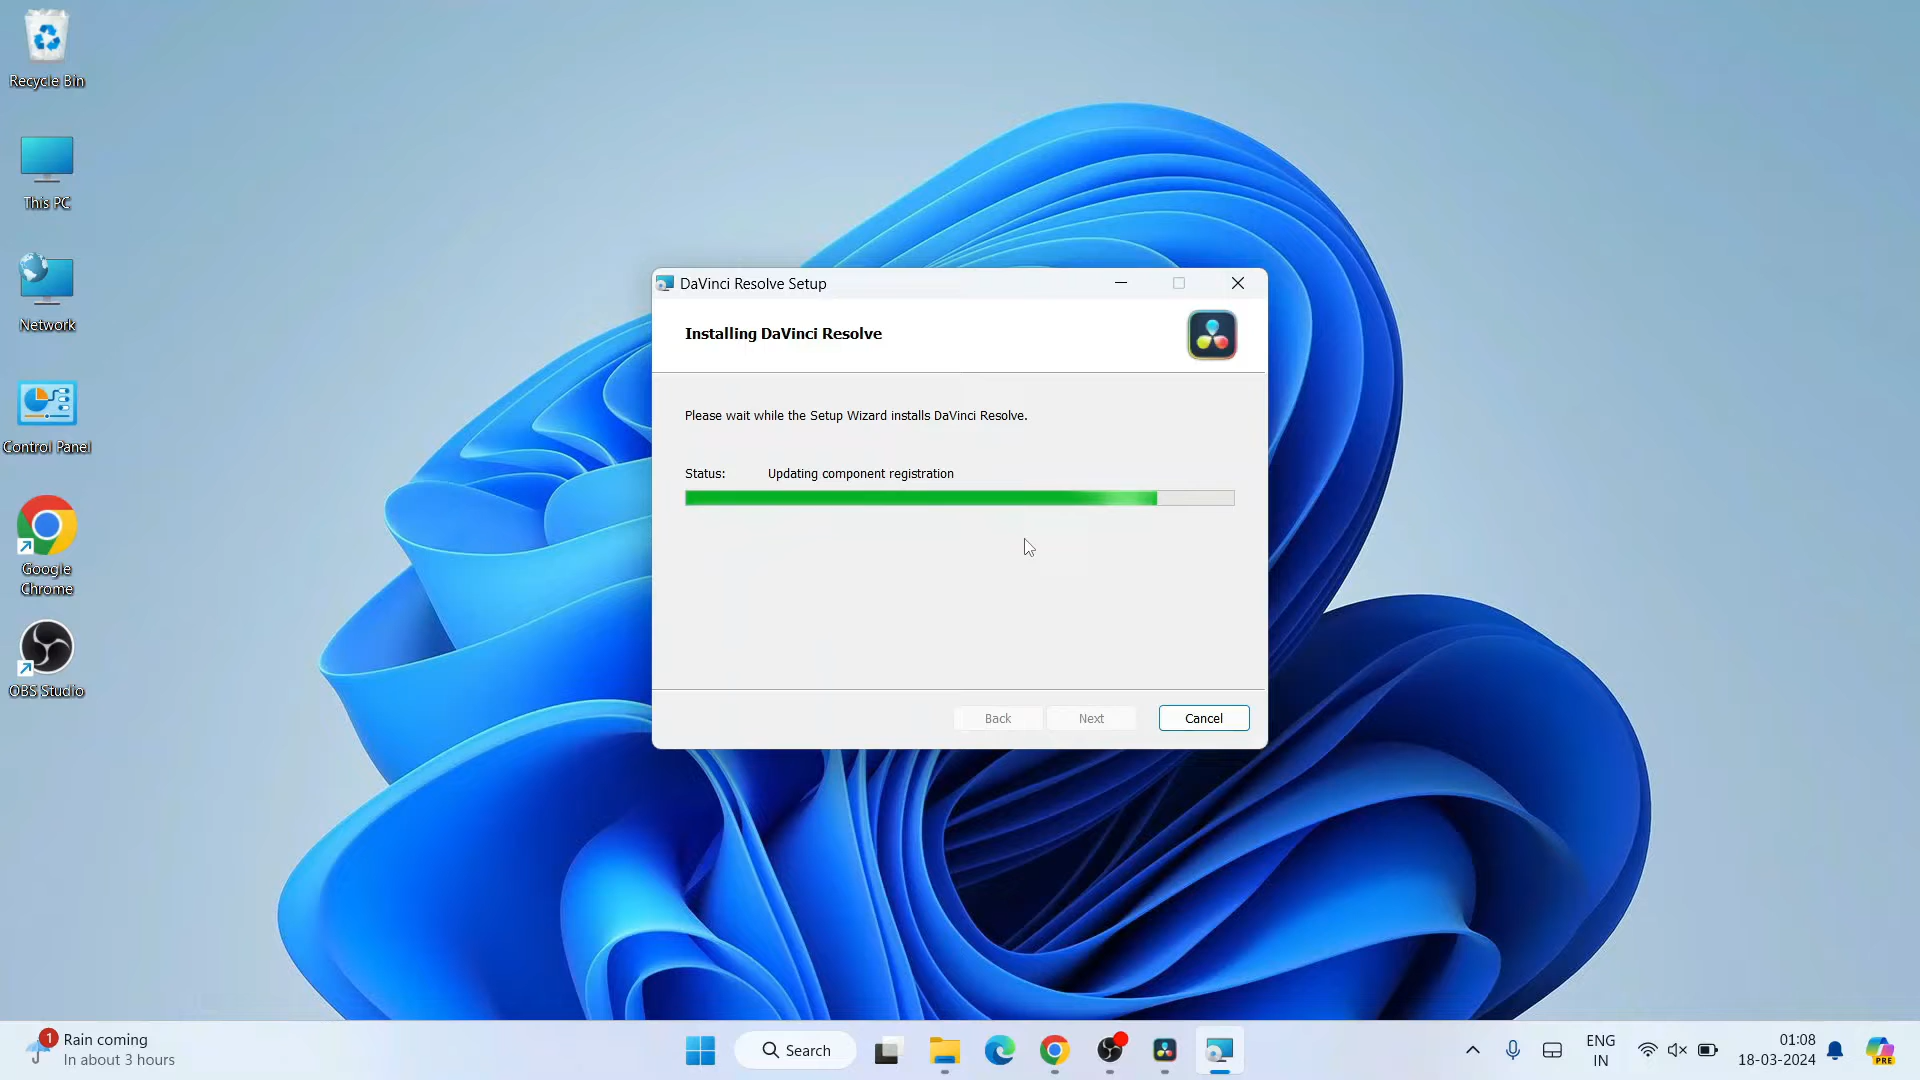 Recycle Bin
This PC
Network
Control Panel
Google
Chrome
OBS Studio
DaVinci Resolve Setup
Installing DaVinci Resolve
Please wait while the Setup Wizard installs DaVinci Resolve.
Status: Updating component registration
Back Next Cancel
1
Rain coming
In about 3 hours
Search
ENG
IN
01:08
18-03-2024
PRE